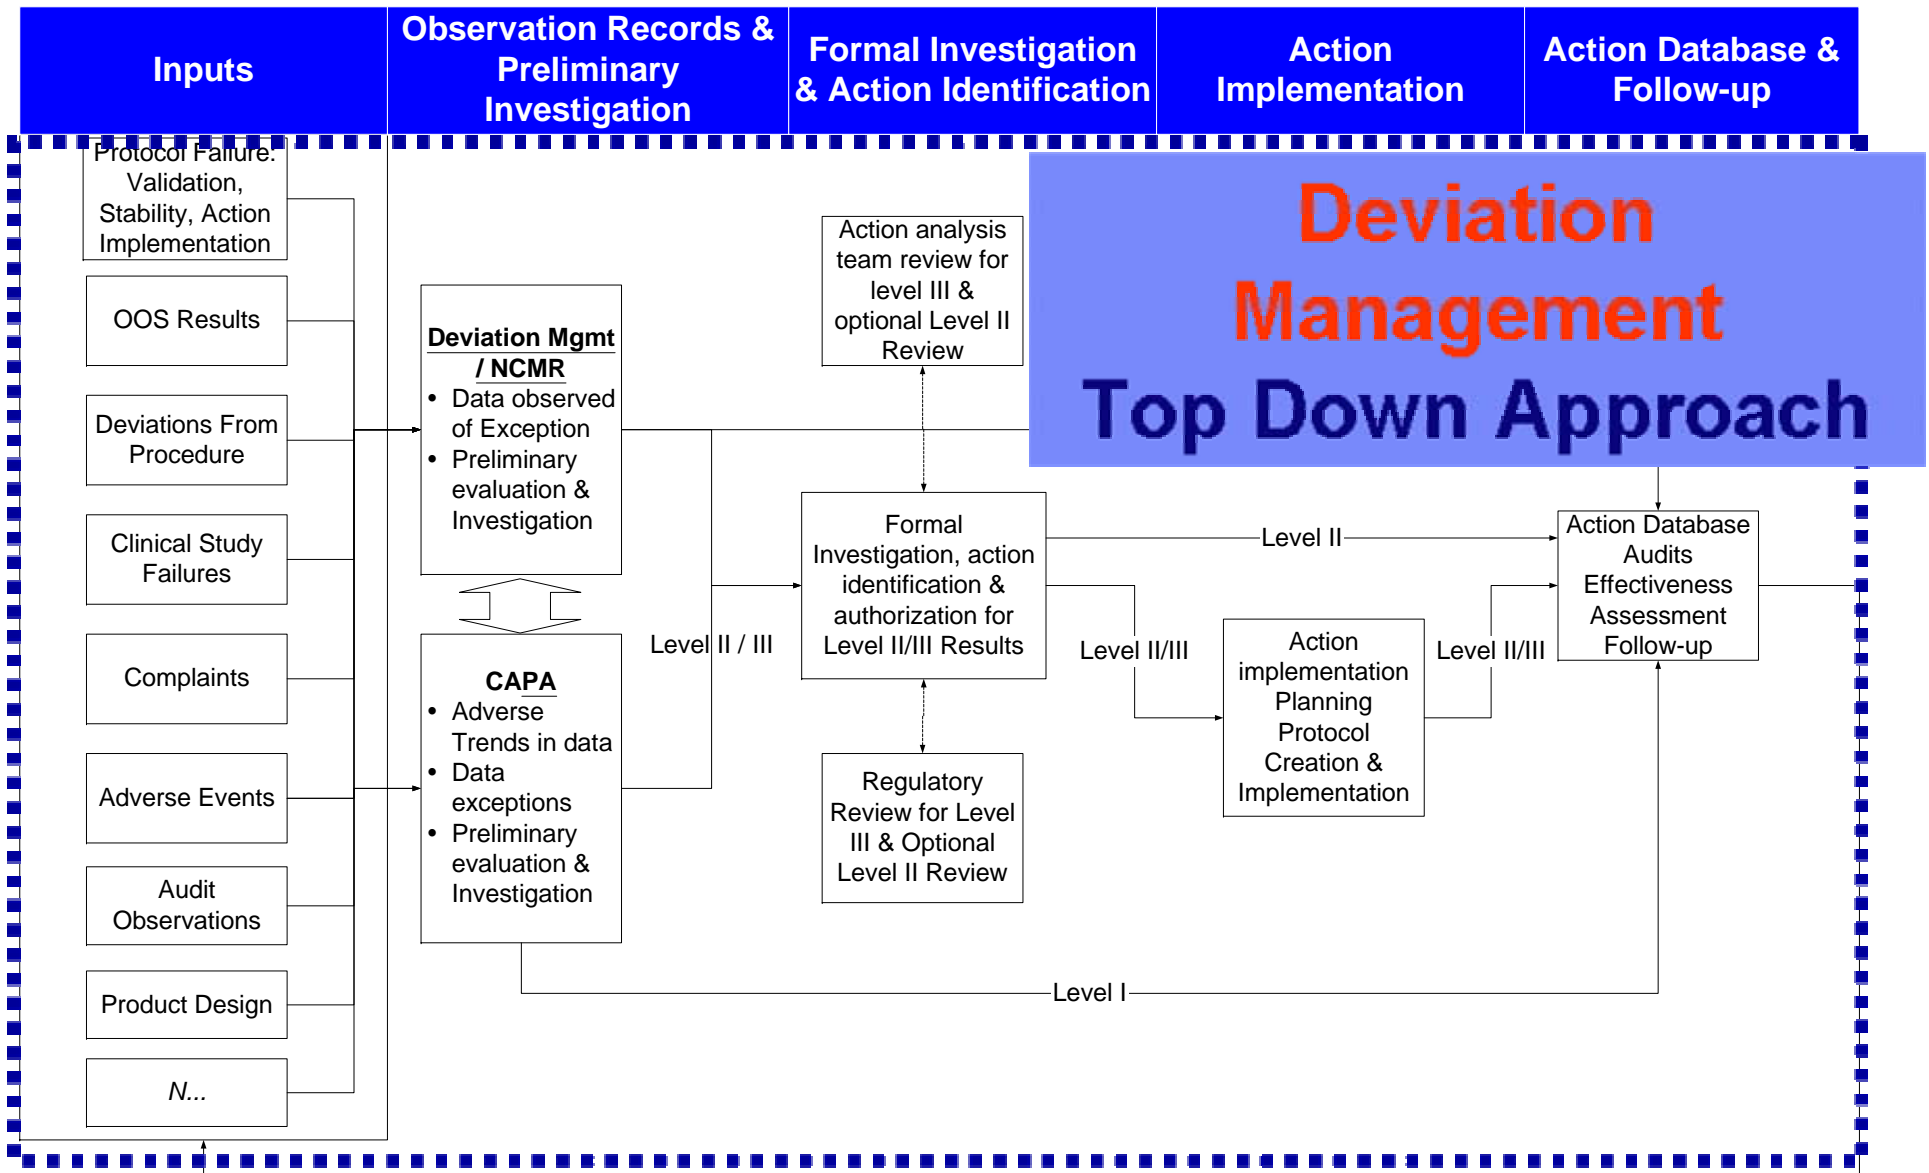 Inputs
Observation Records &
Preliminary
Investigation
Formal Investigation
& Action Identification
Action
Implementation
Action Database &
Follow-up
Protocol Failure:
Validation,
Stability, Action
Implementation
OOS Results
Deviations From
Procedure
Clinical Study
Failures
Complaints
Adverse Events
Audit
Observations
Product Design
N...
Deviation Mgmt
/ NCMR
• Data observed
of Exception
• Preliminary
evaluation &
Investigation
CAPA
• Adverse
Trends in data
• Data
exceptions
• Preliminary
evaluation &
Investigation
Level II / III
Action analysis
team review for
level III &
optional Level II
Review
Formal
Investigation, action
identification &
authorization for
Level II/III Results
Regulatory
Review for Level
III & Optional
Level II Review
Deviation
Management
Top Down Approach
Level II
Level II/III
Action
implementation
Planning
Protocol
Creation &
Implementation
Level II/III
Action Database
Audits
Effectiveness
Assessment
Follow-up
Level I